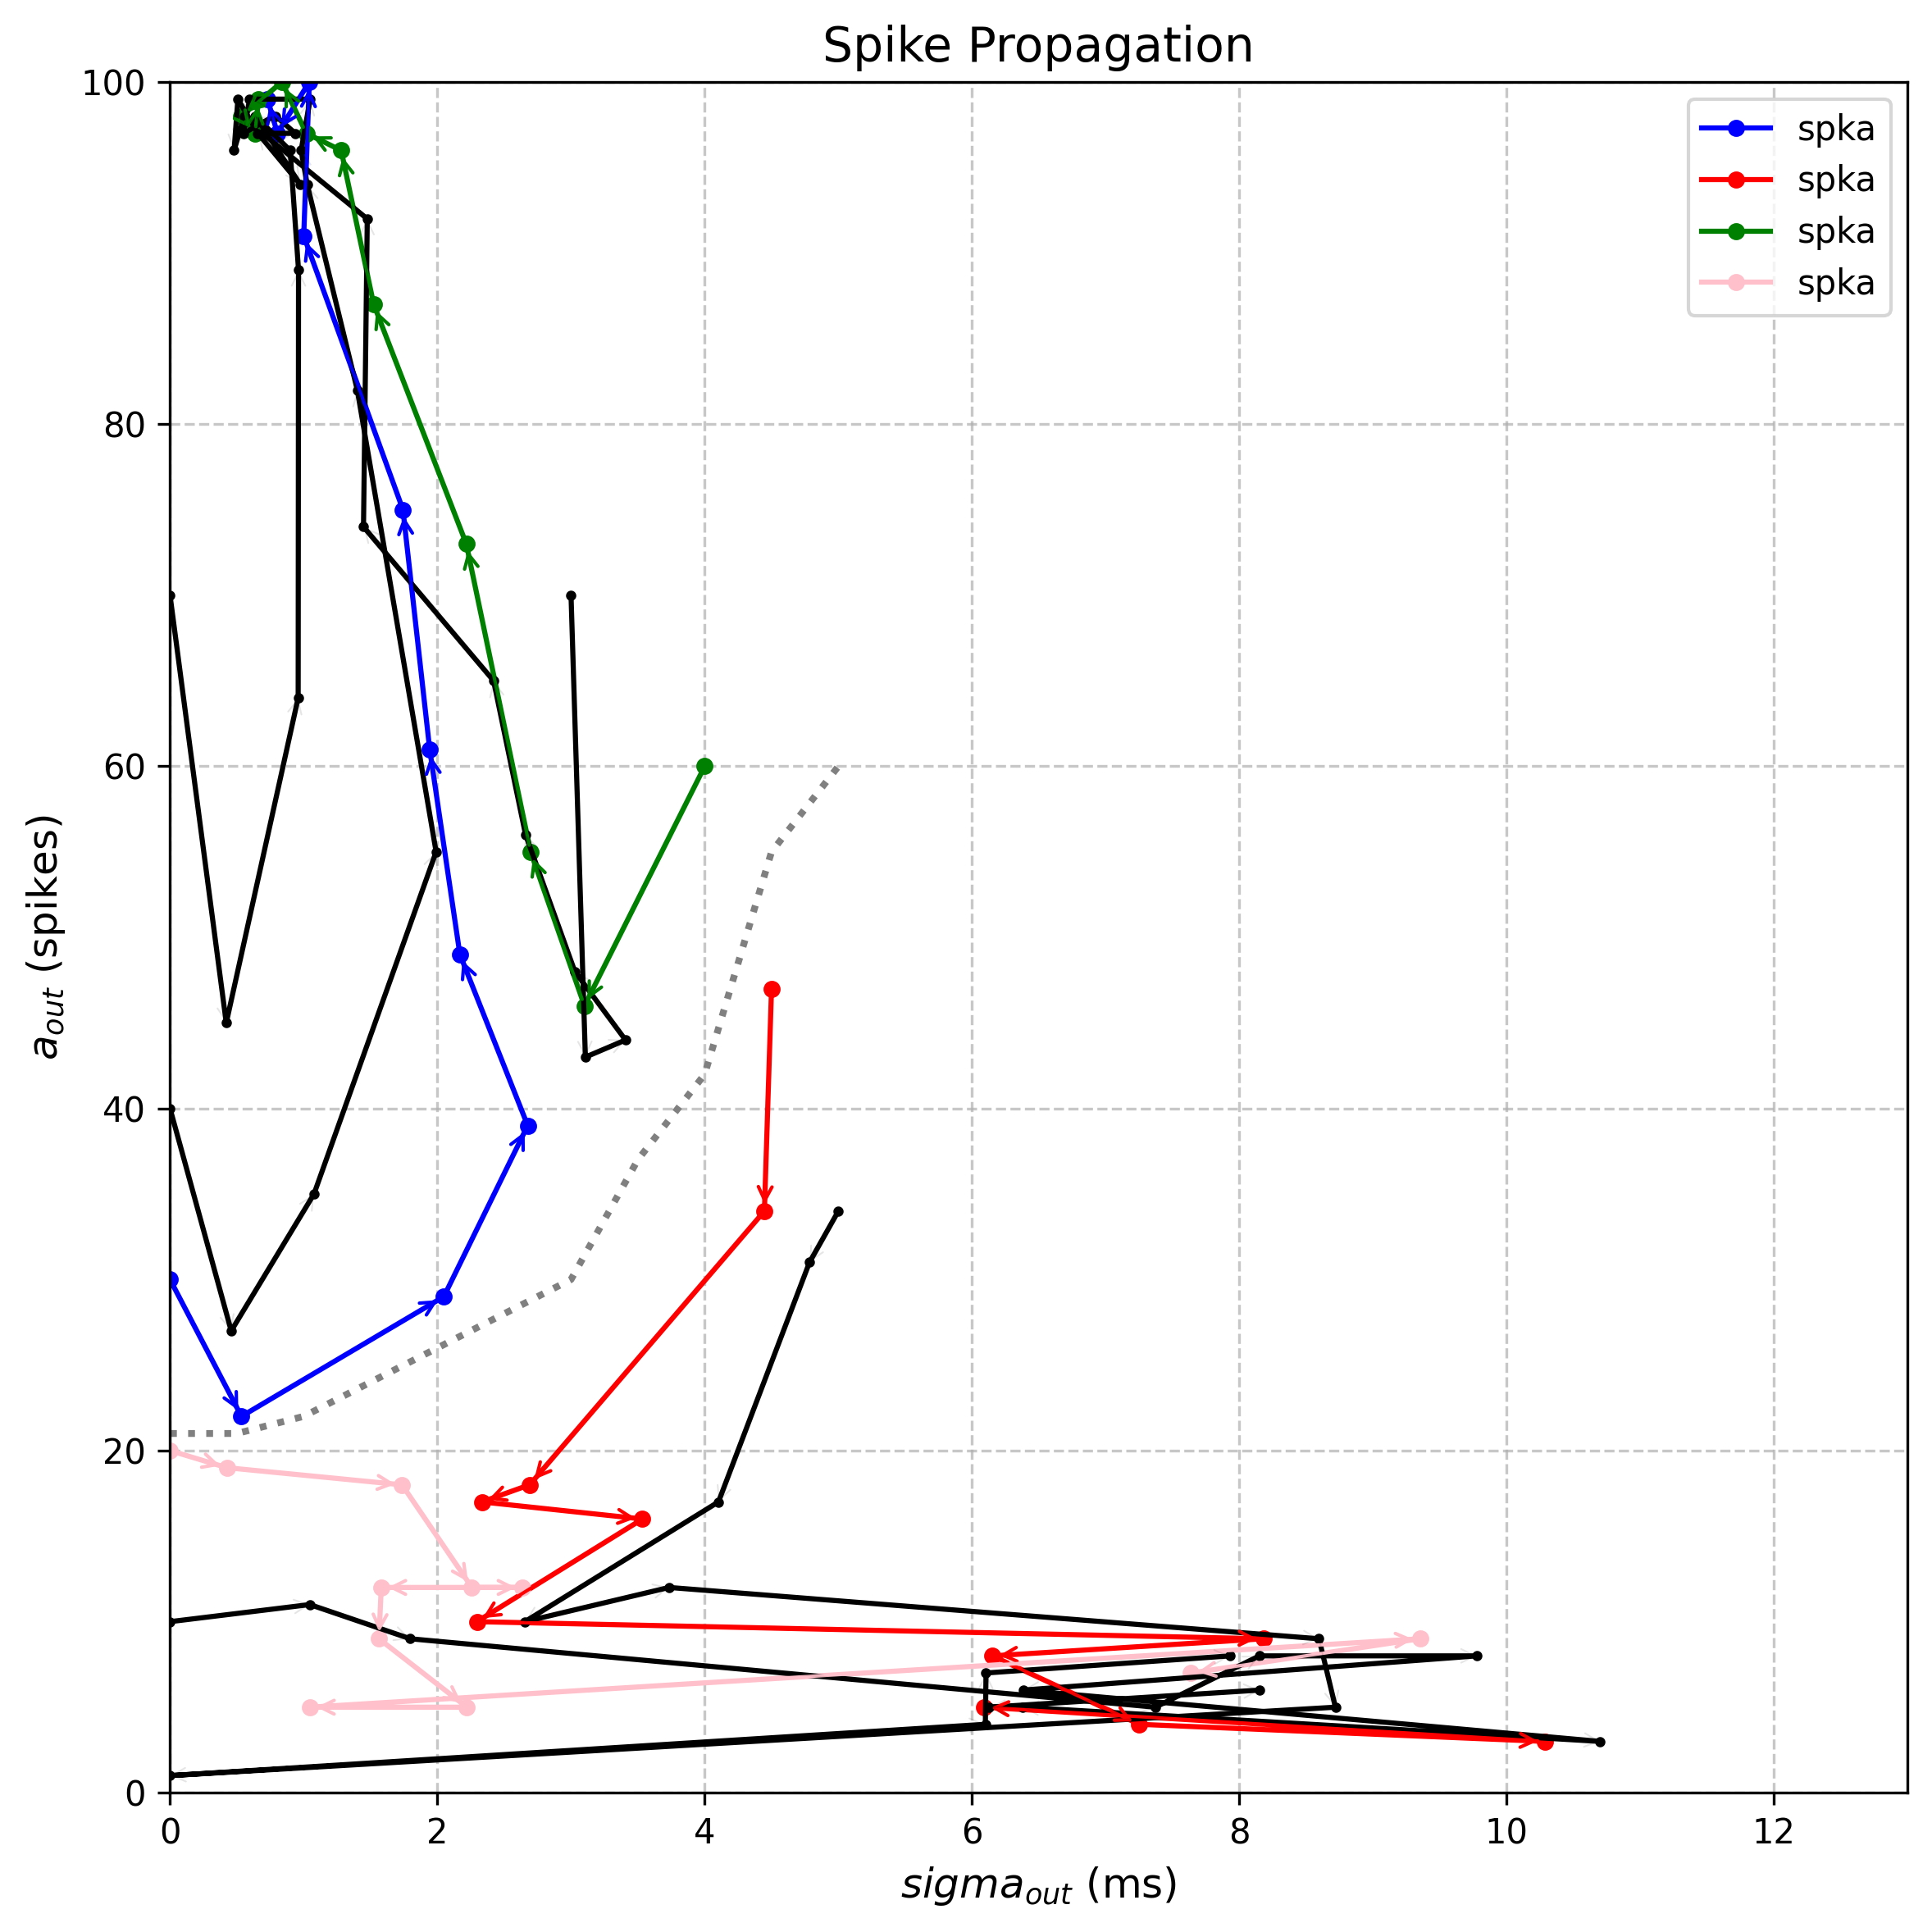 Spike Propagation
100
80
60
40
20
0
a_out (spikes)
spka
spka
spka
spka
0 2 4 6 8 10 12
sigma_out (ms)